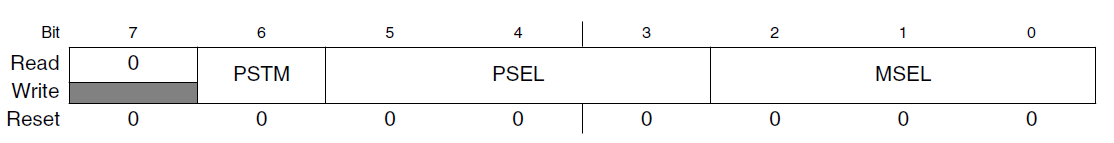 Bit 7 6 5 4 3 2 1 0
Read 0 PSTM PSEL MSEL
Write
Reset 0 0 0 0 0 0 0 0